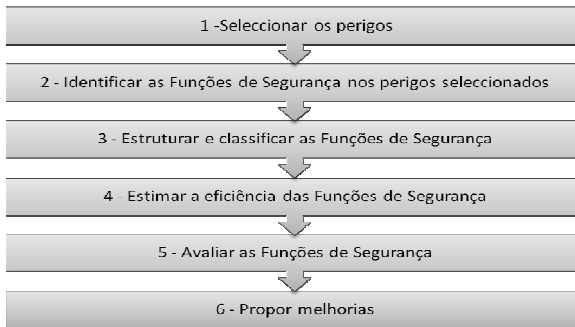 1 -Seleccionar os perigos
2 - Identificar as Funções de Segurança nos perigos seleccionados
3 - Estruturar e classificar as Funções de Segurança
4 - Estimar a eficiência das Funções de Segurança
5 - Avaliar as Funções de Segurança
6 - Propor melhorias